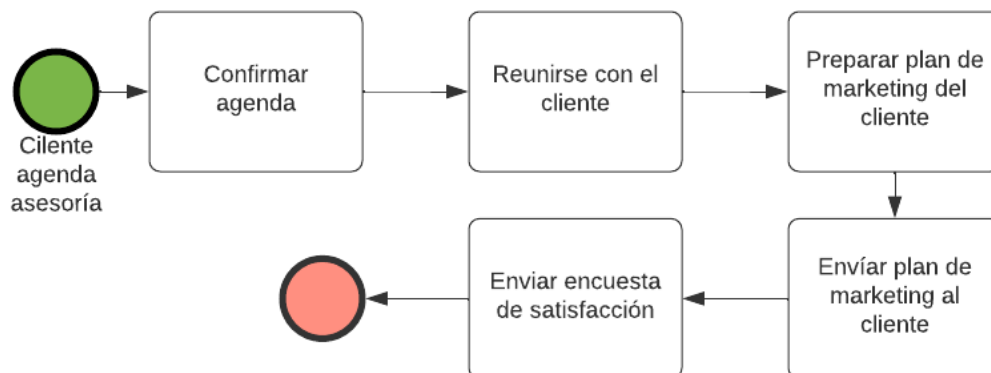 Cilente
agenda
asesoría
Confirmar
agenda
Reunirse con el
cliente
Preparar plan de
marketing del
cliente
Envíar plan de
marketing al
cliente
Enviar encuesta
de satisfacción